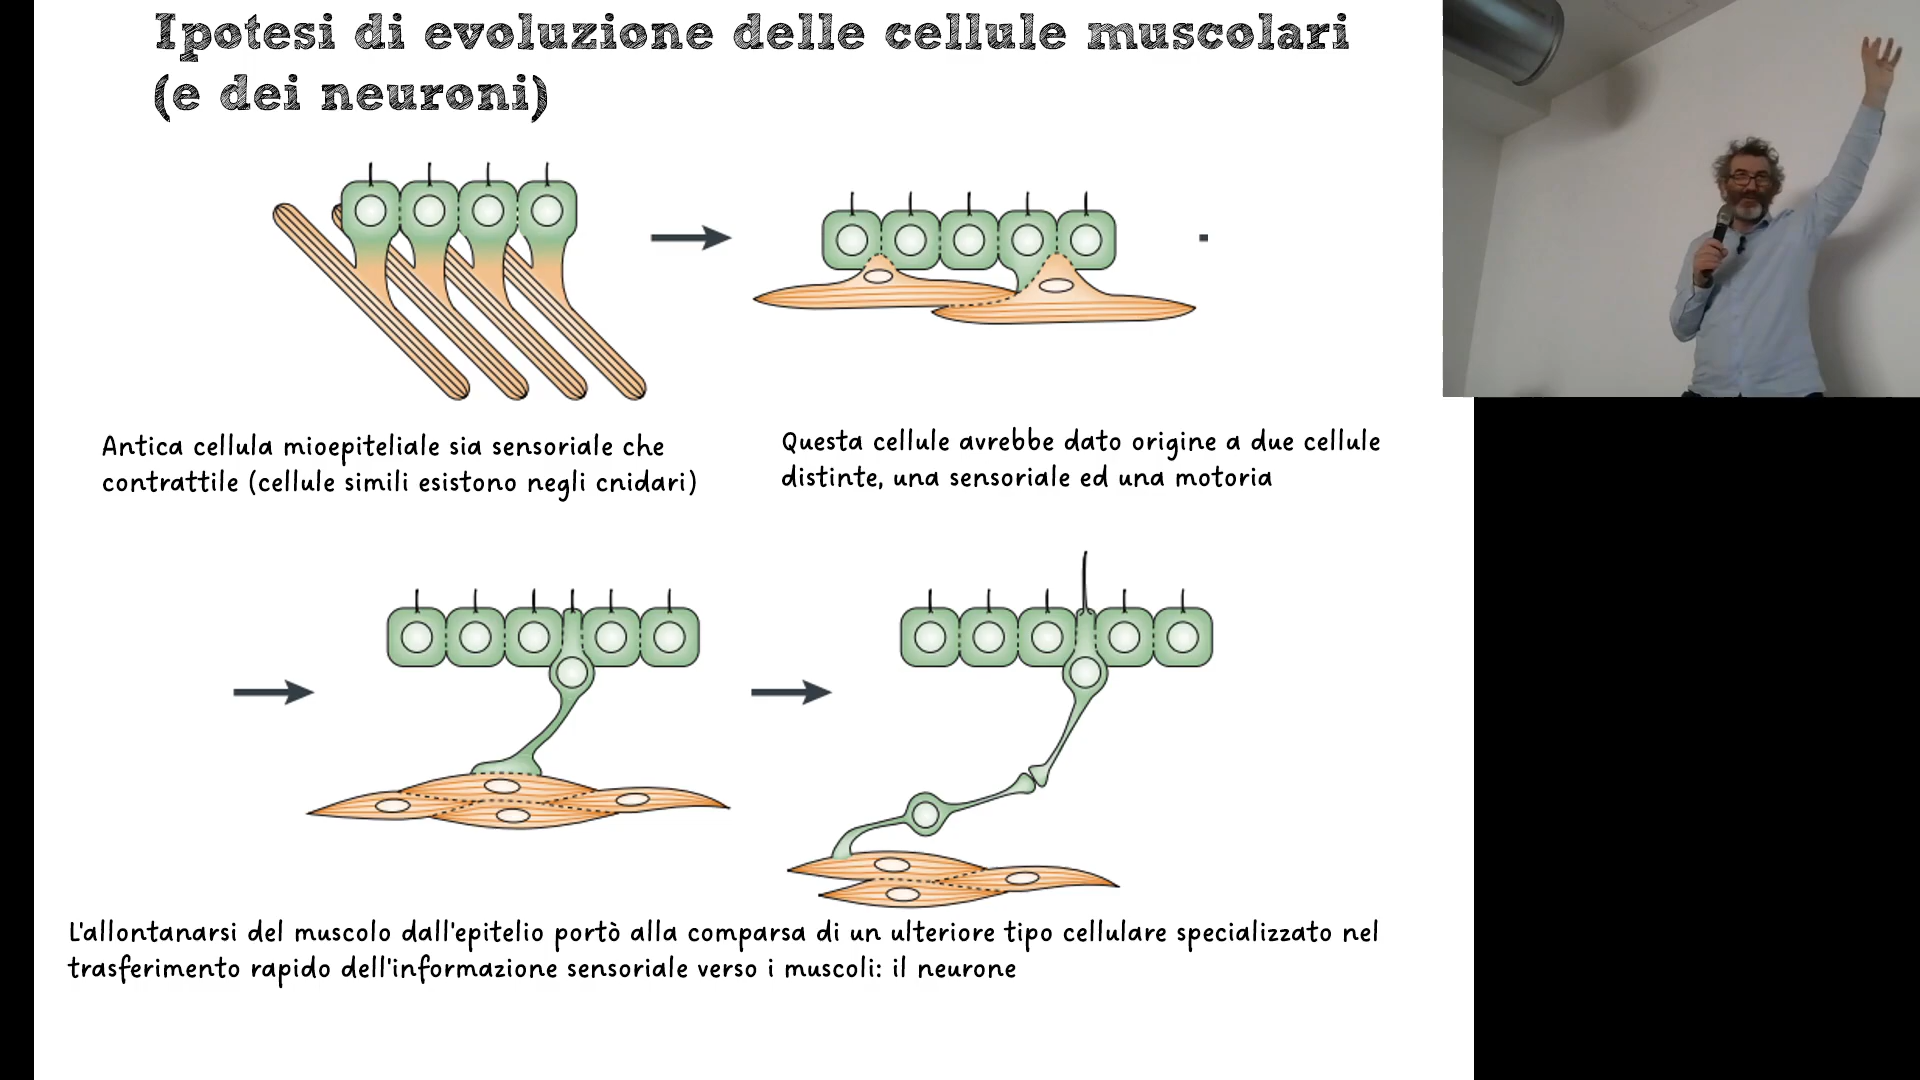 Ipotesi di evoluzione delle cellule muscolari
(e dei neuroni)
Antica cellula mioepiteliale sia sensoriale che
contrattile (cellule simili esistono negli cnidari)
Questa cellule avrebbe dato origine a due cellule
distinte, una sensoriale ed una motoria
L'allontanarsi del muscolo dall'epitelio portò alla comparsa di un ulteriore tipo cellulare specializzato nel
trasferimento rapido dell'informazione sensoriale verso i muscoli: il neurone